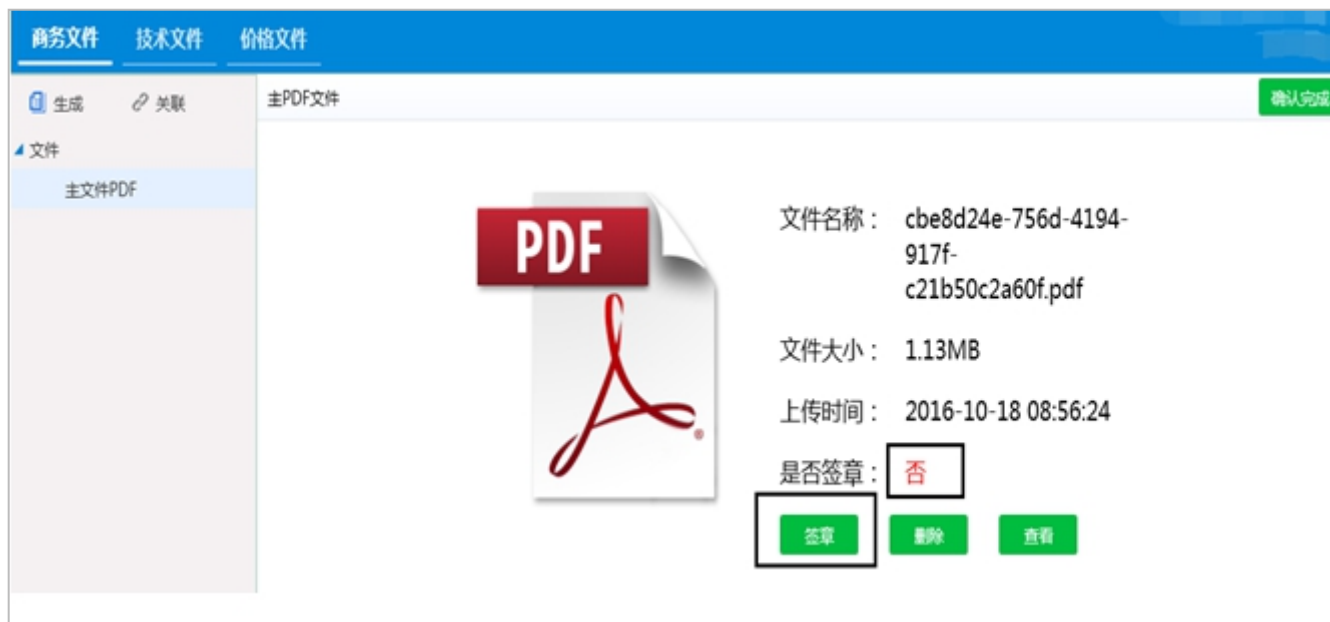 商务文件 技术文件 价格文件
生成 关联 主PDF文件 确认完成
文件
主文件PDF
PDF
文件名称： cbe8d24e-756d-4194-
917f-
c21b50c2a60f.pdf
文件大小： 1.13MB
上传时间： 2016-10-18 08:56:24
是否签章： 否
签章 删除 查看